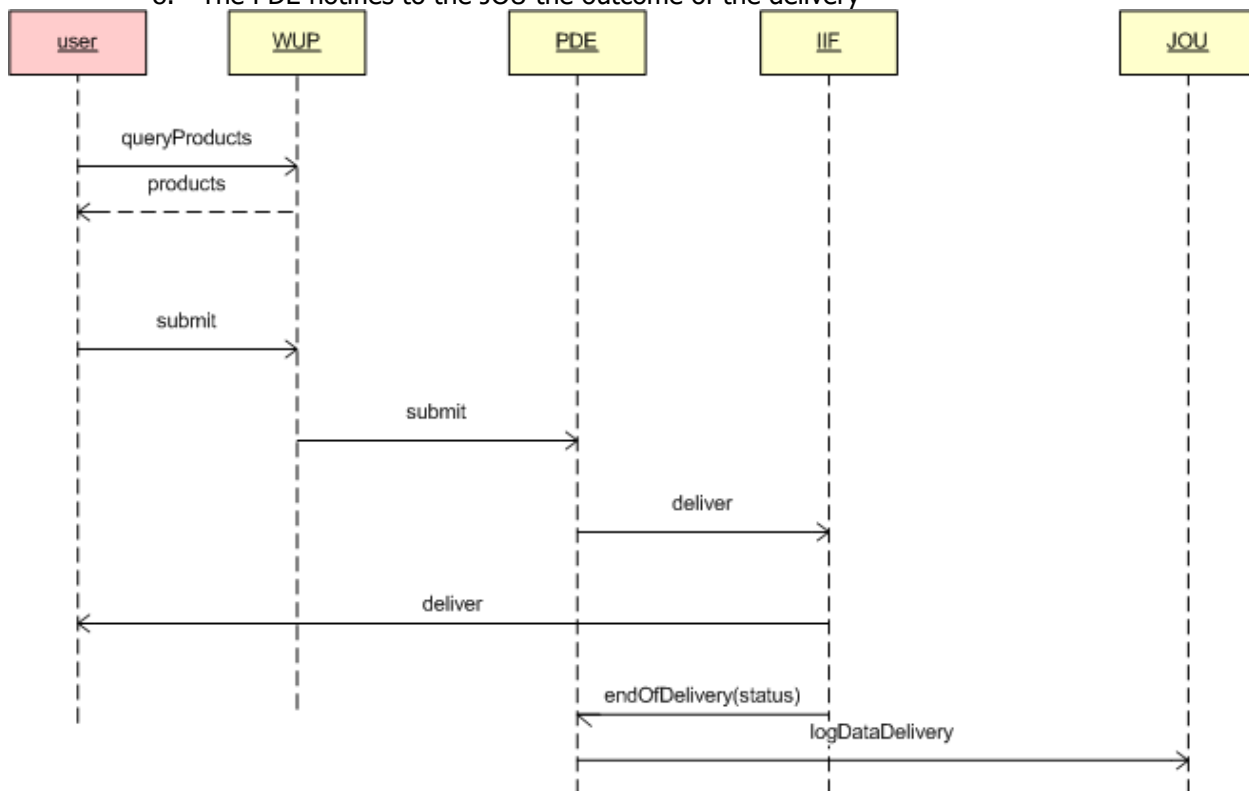 The PDE notifies to the JOU the outcome of the delivery
user WUP PDE IIF JOU
queryProducts
products
submit
submit
deliver
deliver
endOfDelivery(status)
logDataDelivery